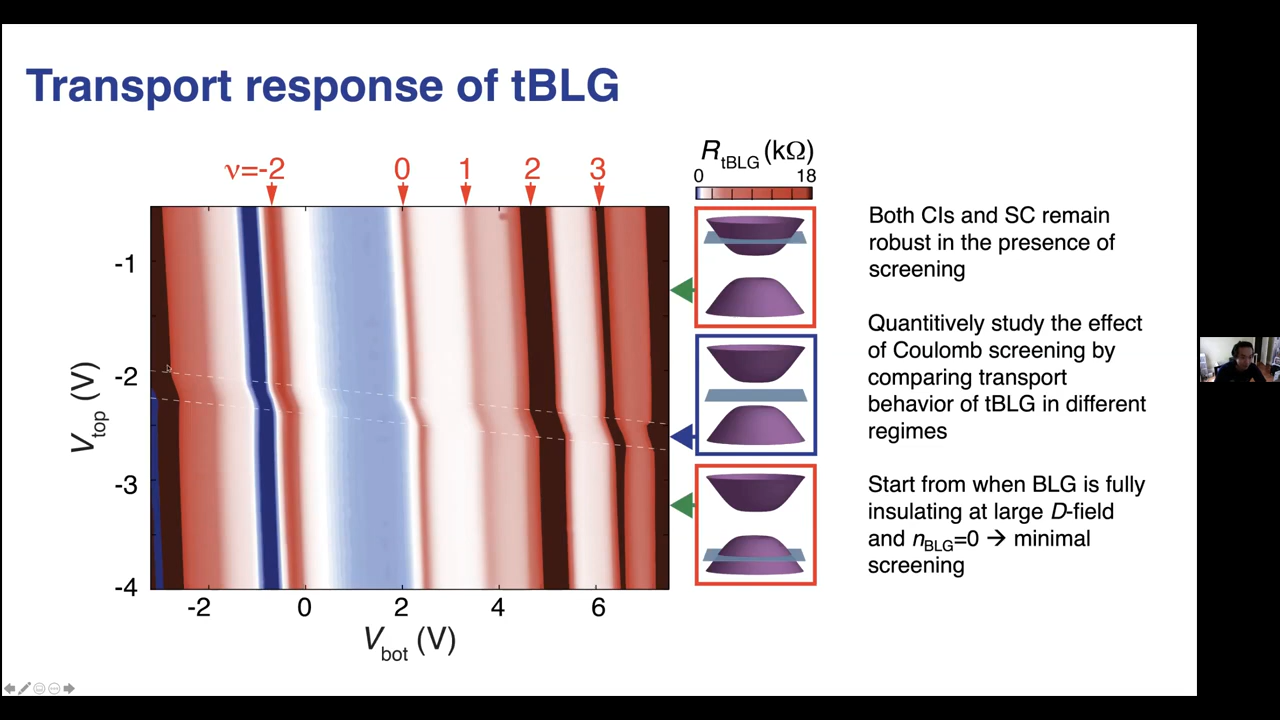 Transport response of tBLG
ν=-2 0 1 2 3
R_tBLG (kΩ)
0 18
-1
-2
-3
-4
V_top (V)
-2 0 2 4 6
V_bot (V)
Both CIs and SC remain
robust in the presence of
screening
Quantitively study the effect
of Coulomb screening by
comparing transport
behavior of tBLG in different
regimes
Start from when BLG is fully
insulating at large D-field
and n_BLG=0 → minimal
screening